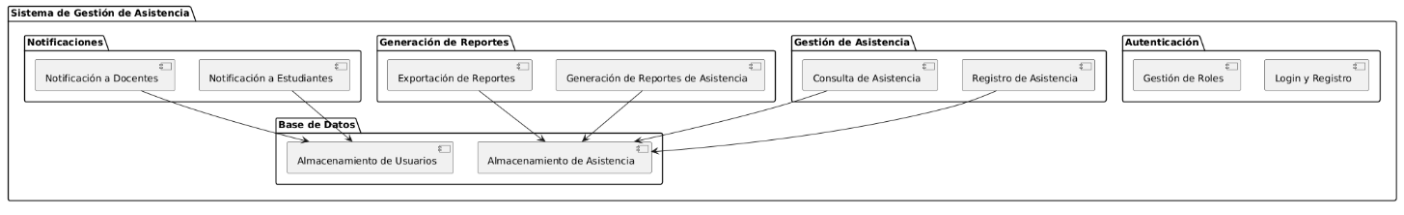 Sistema de Gestión de Asistencia
Notificaciones
Generación de Reportes
Gestión de Asistencia
Autenticación
Notificación a Docentes
Notificación a Estudiantes
Exportación de Reportes
Generación de Reportes de Asistencia
Consulta de Asistencia
Registro de Asistencia
Gestión de Roles
Login y Registro
Base de Datos
Almacenamiento de Usuarios
Almacenamiento de Asistencia